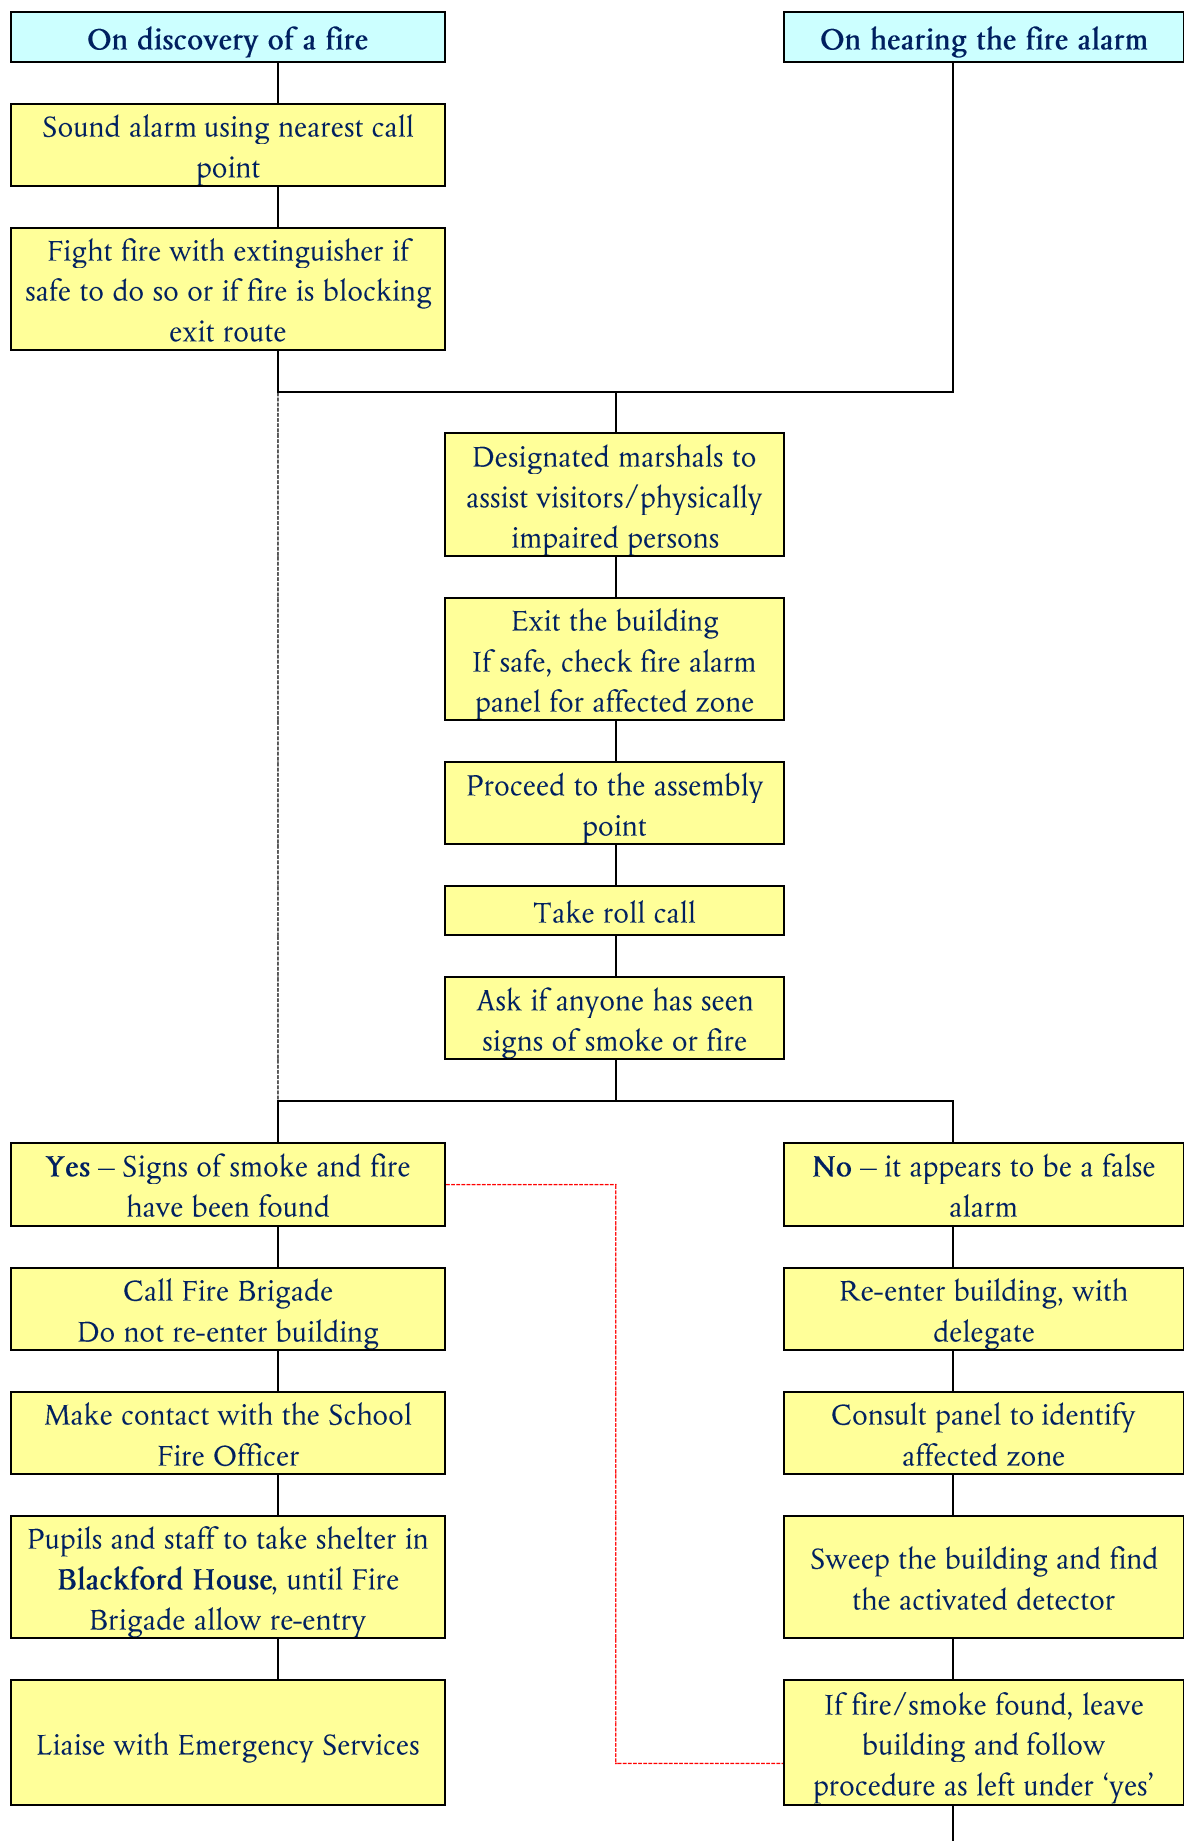 On discovery of a fire
On hearing the fire alarm
Sound alarm using nearest call
point
Fight fire with extinguisher if
safe to do so or if fire is blocking
exit route
Designated marshals to
assist visitors/physically
impaired persons
Exit the building
If safe, check fire alarm
panel for affected zone
Proceed to the assembly
point
Take roll call
Ask if anyone has seen
signs of smoke or fire
Yes – Signs of smoke and fire
have been found
Call Fire Brigade
Do not re-enter building
Make contact with the School
Fire Officer
Pupils and staff to take shelter in
Blackford House, until Fire
Brigade allow re-entry
Liaise with Emergency Services
No – it appears to be a false
alarm
Re-enter building, with
delegate
Consult panel to identify
affected zone
Sweep the building and find
the activated detector
If fire/smoke found, leave
building and follow
procedure as left under ‘yes’